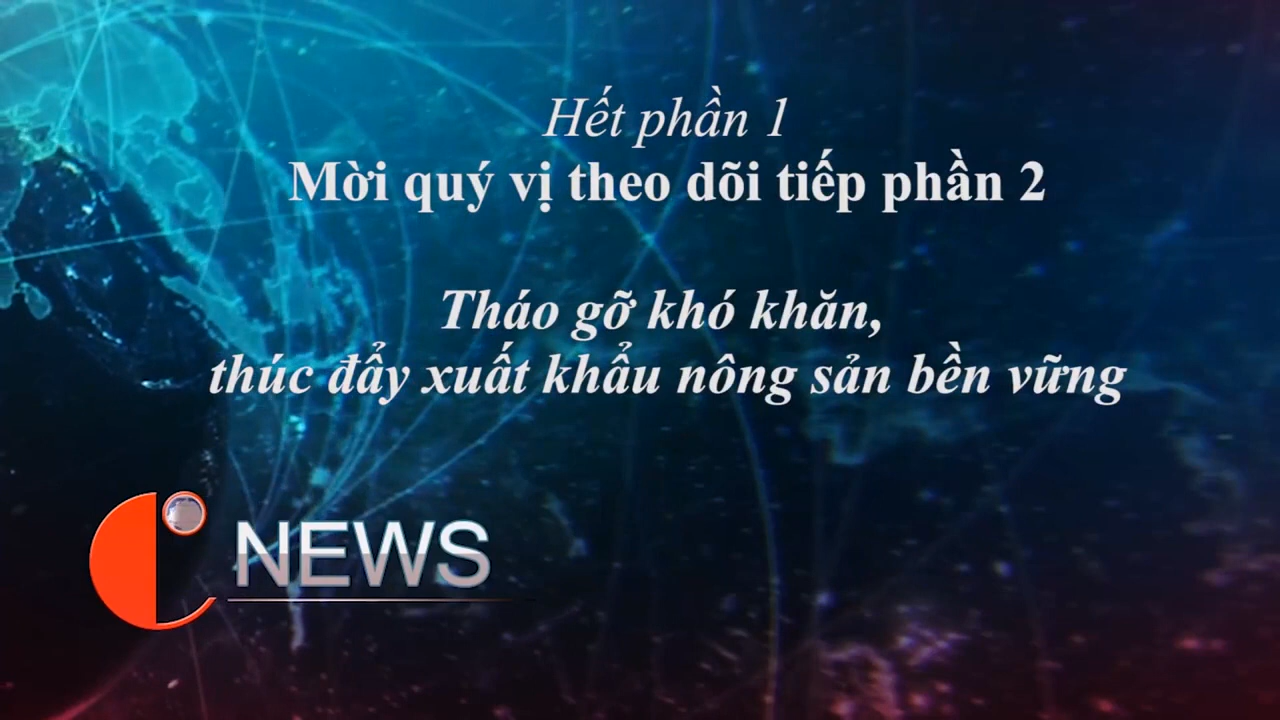 Hết phần 1
Mời quý vị theo dõi tiếp phần 2
Tháo gỡ khó khăn,
thúc đẩy xuất khẩu nông sản bền vững
NEWS